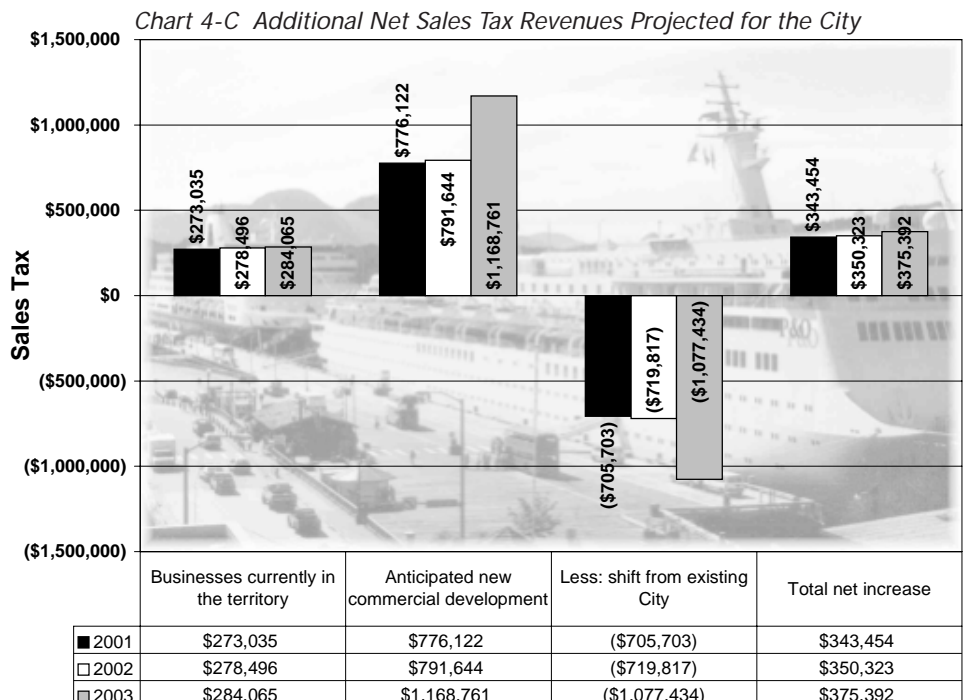 Chart 4-C Additional Net Sales Tax Revenues Projected for the City
$1,500,000
$1,000,000
$500,000
$0
($500,000)
($1,000,000)
($1,500,000)
Sales Tax
$273,035
$278,496
$284,065
$776,122
$791,644
$1,168,761
($705,703)
($719,817)
($1,077,434)
$343,454
$350,323
$375,392
P&O
Businesses currently in
the territory
Anticipated new
commercial development
Less: shift from existing
City
Total net increase
2001 $273,035 $776,122 ($705,703) $343,454
2002 $278,496 $791,644 ($719,817) $350,323
2003 $284,065 $1,168,761 ($1,077,434) $375,392